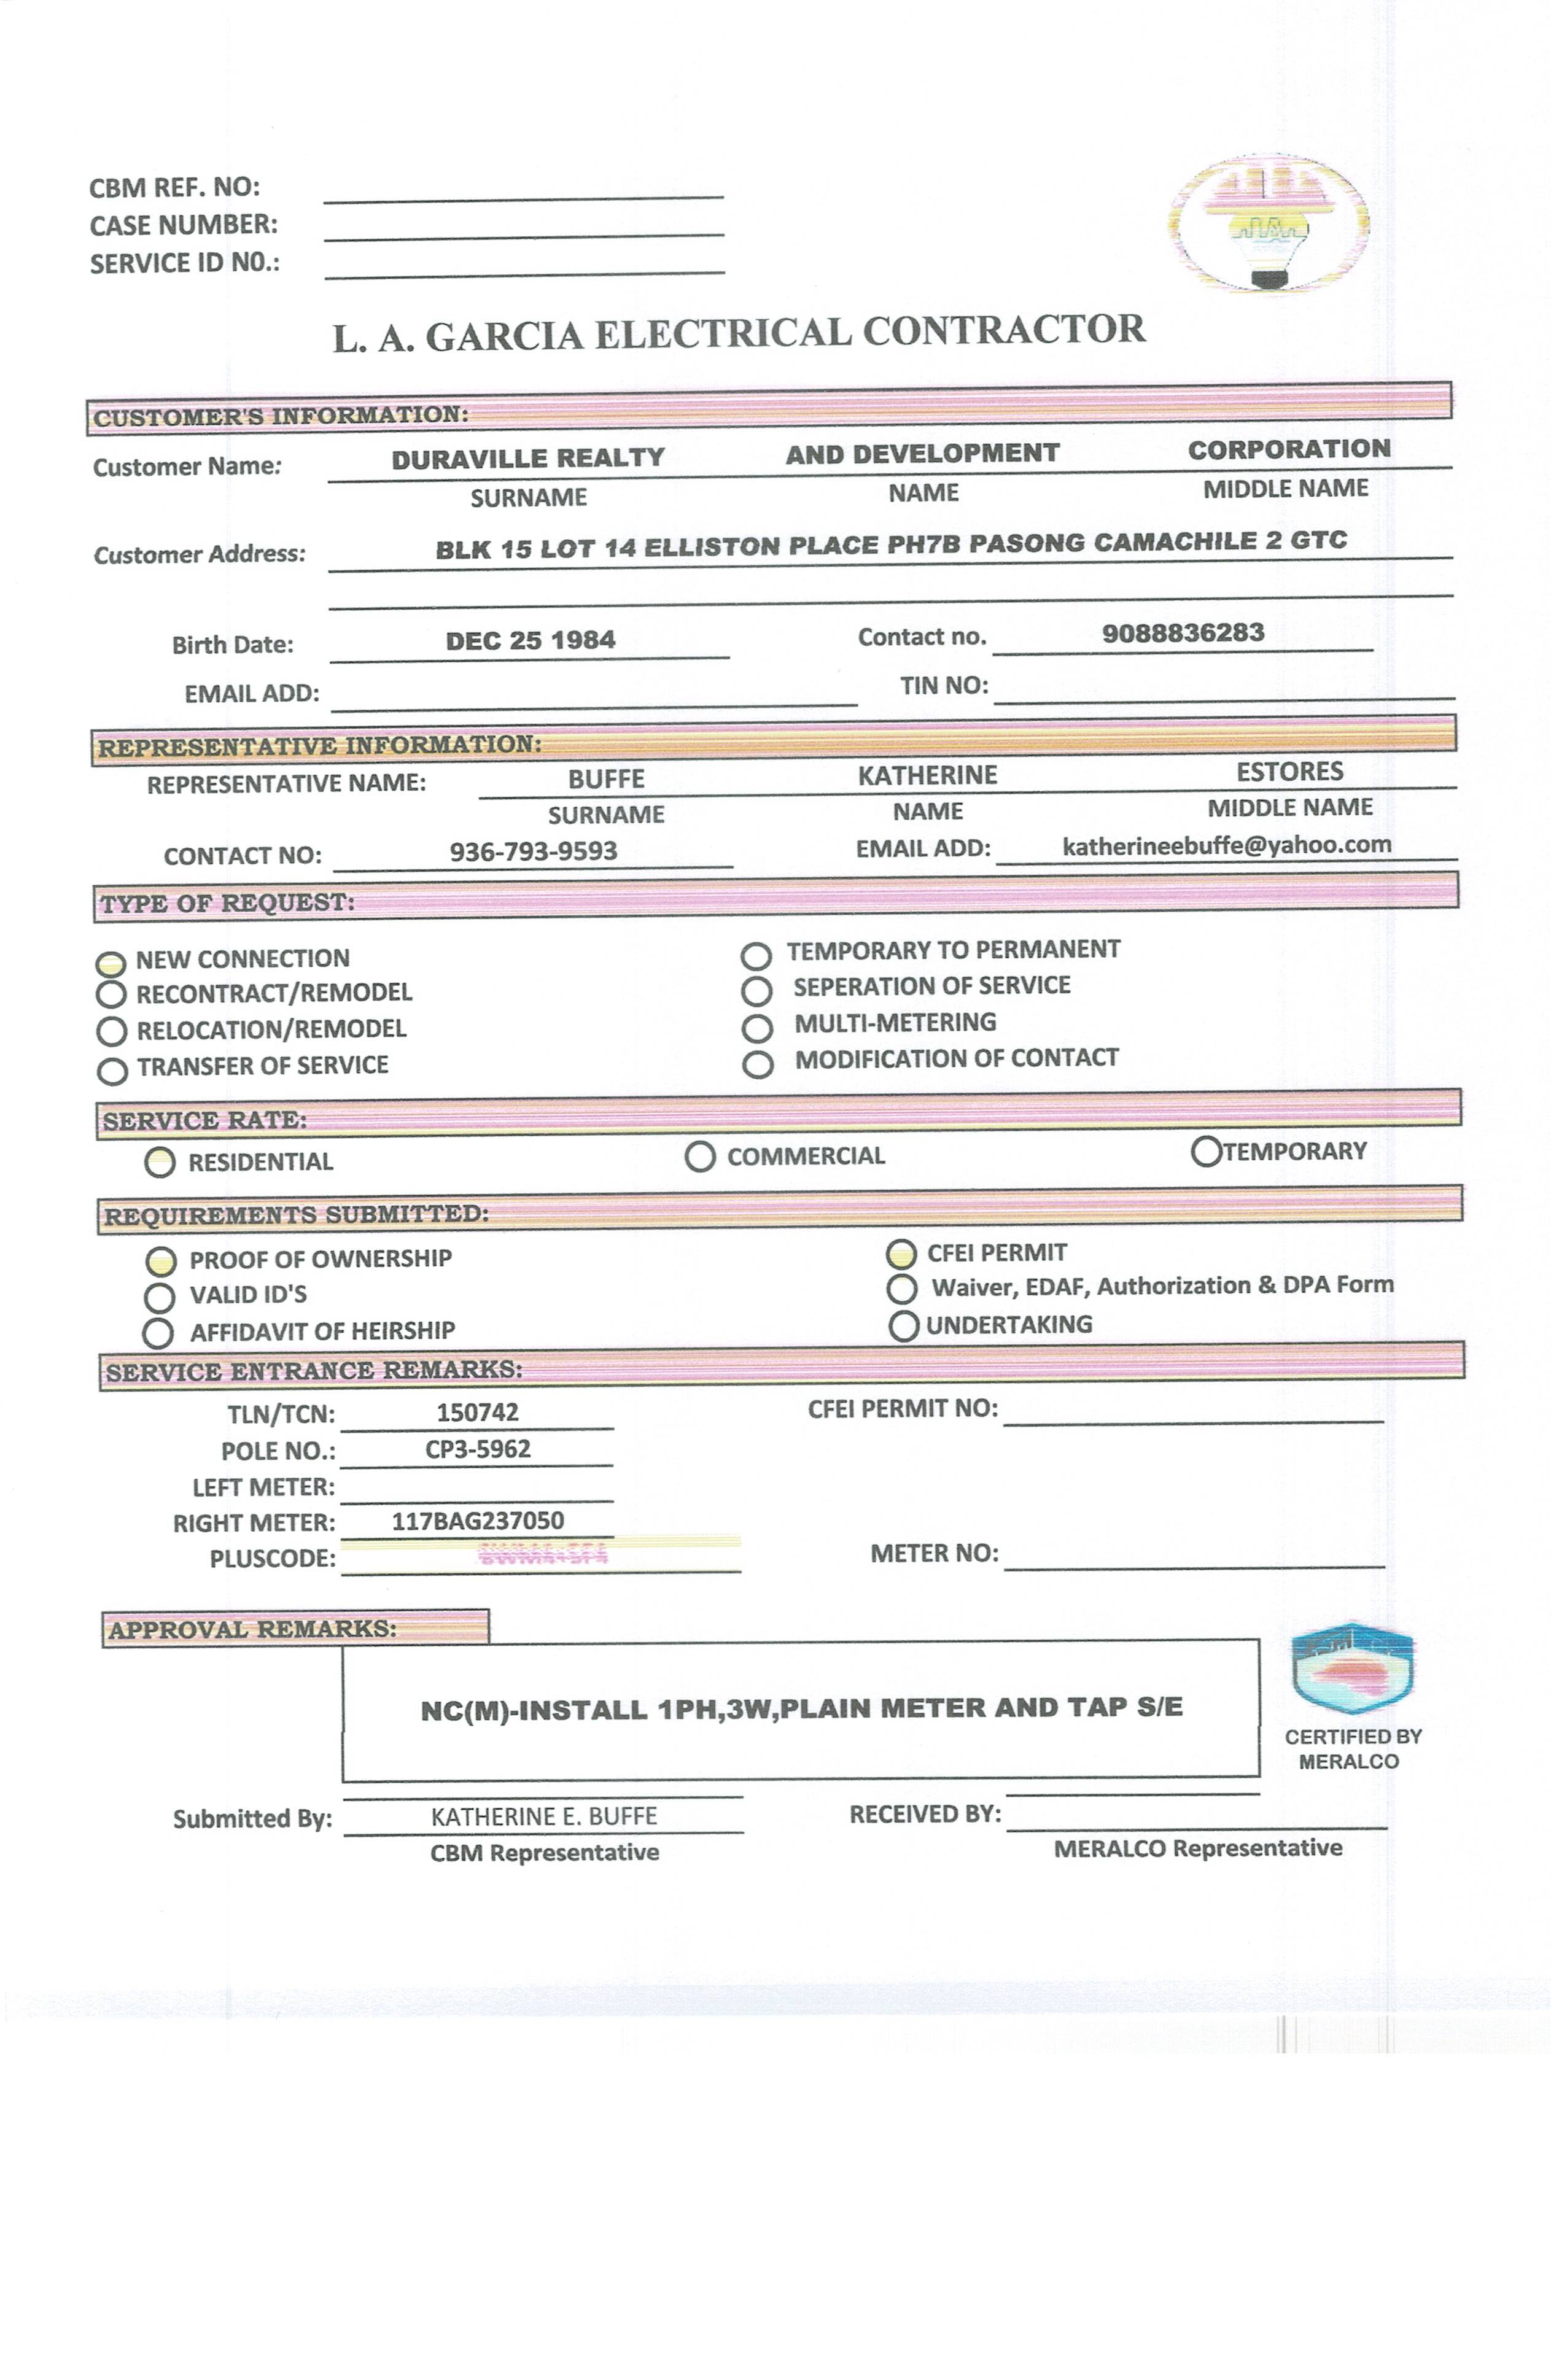 CBM REF. NO:
CASE NUMBER:
SERVICE ID N0.:
L. A. GARCIA ELECTRICAL CONTRACTOR
CUSTOMER'S INFORMATION:
Customer Name: DURAVILLE REALTY AND DEVELOPMENT CORPORATION
SURNAME NAME MIDDLE NAME
Customer Address: BLK 15 LOT 14 ELLISTON PLACE PH7B PASONG CAMACHILE 2 GTC
Birth Date: DEC 25 1984 Contact no. 9088836283
EMAIL ADD: TIN NO:
REPRESENTATIVE INFORMATION:
REPRESENTATIVE NAME: BUFFE KATHERINE ESTORES
SURNAME NAME MIDDLE NAME
CONTACT NO: 936-793-9593 EMAIL ADD: katherineebuffe@yahoo.com
TYPE OF REQUEST:
NEW CONNECTION TEMPORARY TO PERMANENT
RECONTRACT/REMODEL SEPERATION OF SERVICE
RELOCATION/REMODEL MULTI-METERING
TRANSFER OF SERVICE MODIFICATION OF CONTACT
SERVICE RATE:
RESIDENTIAL COMMERCIAL TEMPORARY
REQUIREMENTS SUBMITTED:
PROOF OF OWNERSHIP CFEI PERMIT
VALID ID'S Waiver, EDAF, Authorization & DPA Form
AFFIDAVIT OF HEIRSHIP UNDERTAKING
SERVICE ENTRANCE REMARKS:
TLN/TCN: 150742 CFEI PERMIT NO:
POLE NO.: CP3-5962
LEFT METER:
RIGHT METER: 117BAG237050
PLUSCODE: METER NO:
APPROVAL REMARKS:
NC(M)-INSTALL 1PH,3W,PLAIN METER AND TAP S/E
CERTIFIED BY
MERALCO
Submitted By: KATHERINE E. BUFFE RECEIVED BY:
CBM Representative MERALCO Representative